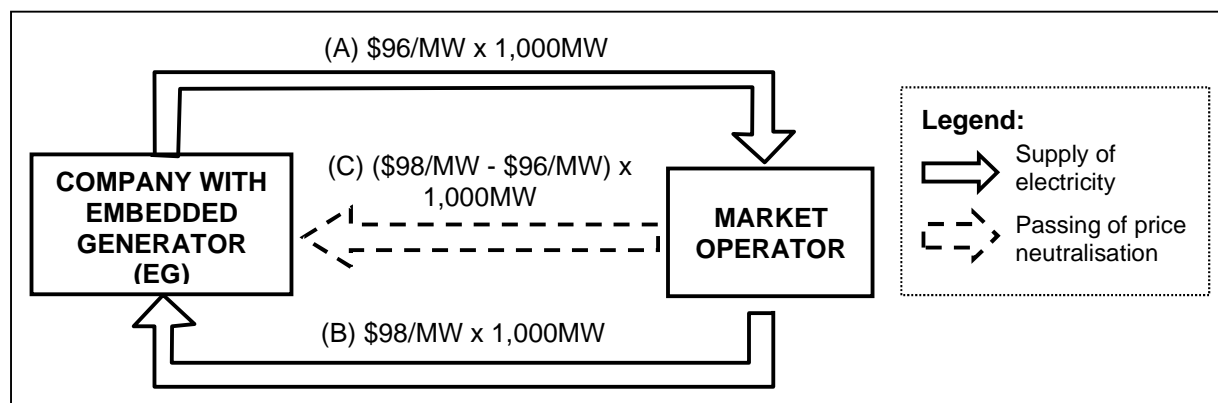 (A) $96/MW x 1,000MW
COMPANY WITH
EMBEDDED
GENERATOR
(EG)
(C) ($98/MW - $96/MW) x
1,000MW
MARKET
OPERATOR
(B) $98/MW x 1,000MW
Legend:
Supply of
electricity
Passing of price
neutralisation